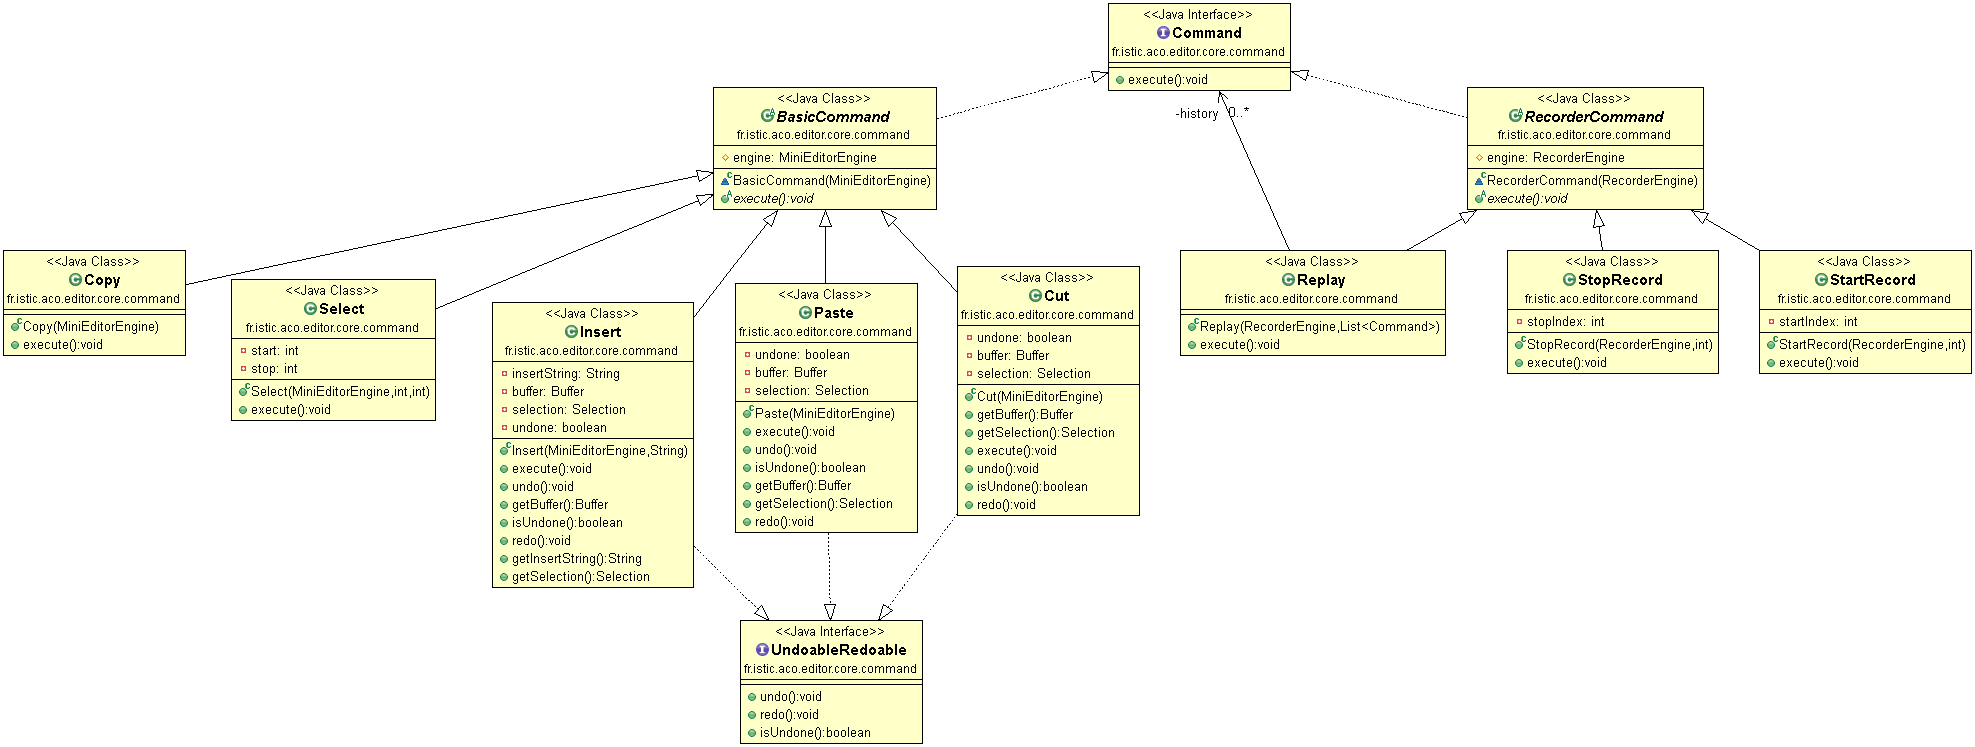 <<Java Interface>>
Command
fr.istic.aco.editor.core.command
execute():void
<<Java Class>>
BasicCommand
fr.istic.aco.editor.core.command
engine: MiniEditorEngine
BasicCommand(MiniEditorEngine)
execute():void
-history 0..*
<<Java Class>>
RecorderCommand
fr.istic.aco.editor.core.command
engine: RecorderEngine
RecorderCommand(RecorderEngine)
execute():void
<<Java Class>>
Copy
fr.istic.aco.editor.core.command
Copy(MiniEditorEngine)
execute():void
<<Java Class>>
Select
fr.istic.aco.editor.core.command
start: int
stop: int
Select(MiniEditorEngine,int,int)
execute():void
<<Java Class>>
Insert
fr.istic.aco.editor.core.command
insertString: String
buffer: Buffer
selection: Selection
undone: boolean
Insert(MiniEditorEngine,String)
execute():void
undo():void
getBuffer():Buffer
isUndone():boolean
redo():void
getInsertString():String
getSelection():Selection
<<Java Class>>
Paste
fr.istic.aco.editor.core.command
undone: boolean
buffer: Buffer
selection: Selection
Paste(MiniEditorEngine)
execute():void
undo():void
isUndone():boolean
getBuffer():Buffer
getSelection():Selection
redo():void
<<Java Class>>
Cut
fr.istic.aco.editor.core.command
undone: boolean
buffer: Buffer
selection: Selection
Cut(MiniEditorEngine)
getBuffer():Buffer
getSelection():Selection
execute():void
undo():void
isUndone():boolean
redo():void
<<Java Class>>
Replay
fr.istic.aco.editor.core.command
Replay(RecorderEngine,List<Command>)
execute():void
<<Java Class>>
StopRecord
fr.istic.aco.editor.core.command
stopIndex: int
StopRecord(RecorderEngine,int)
execute():void
<<Java Class>>
StartRecord
fr.istic.aco.editor.core.command
startIndex: int
StartRecord(RecorderEngine,int)
execute():void
<<Java Interface>>
UndoableRedoable
fr.istic.aco.editor.core.command
undo():void
redo():void
isUndone():boolean